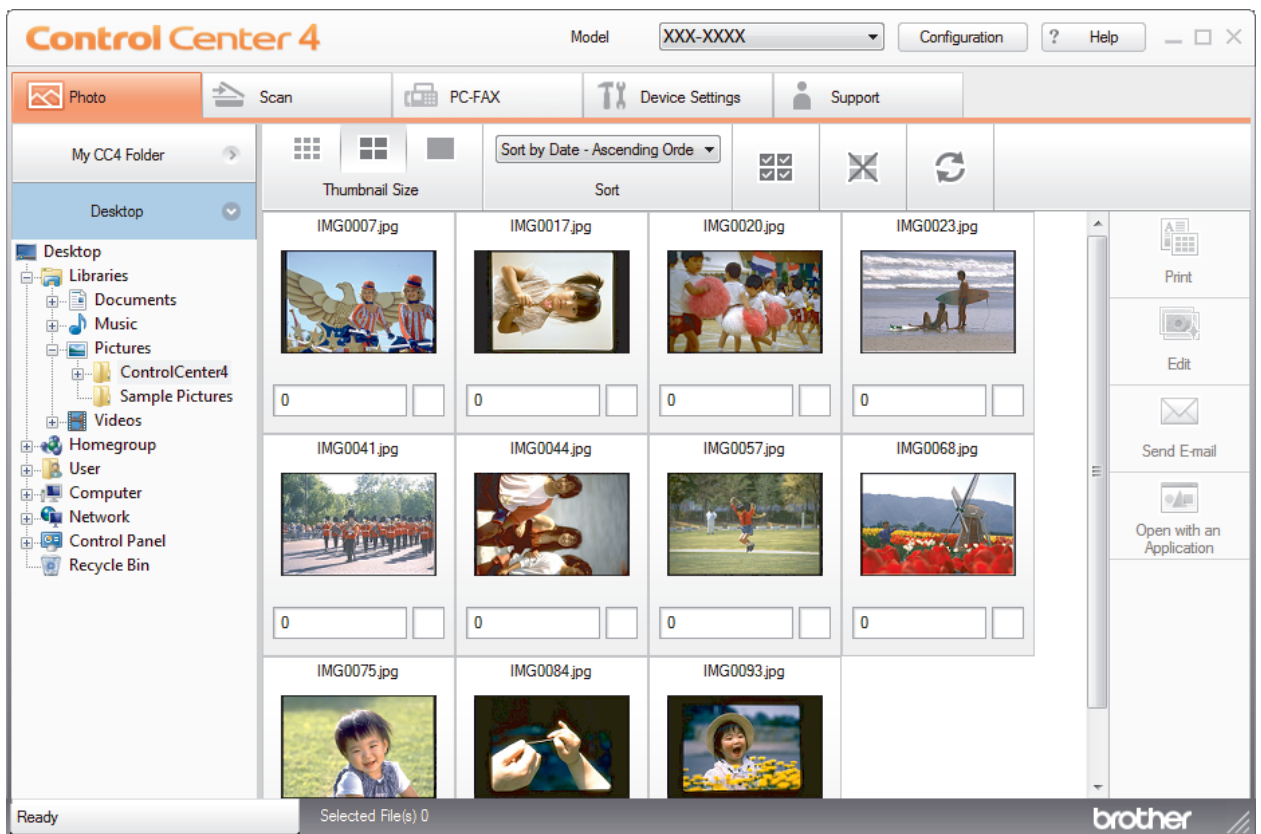 Control Center 4
Model
XXX-XXXX
Configuration
? Help
Photo
Scan
PC-FAX
Device Settings
Support
My CC4 Folder
Desktop
Thumbnail Size
Sort by Date - Ascending Orde
Sort
Desktop
Libraries
Documents
Music
Pictures
ControlCenter4
Sample Pictures
Videos
Homegroup
User
Computer
Network
Control Panel
Recycle Bin
IMG0007.jpg
IMG0017.jpg
IMG0020.jpg
IMG0023.jpg
0
0
0
0
IMG0041.jpg
IMG0044.jpg
IMG0057.jpg
IMG0068.jpg
0
0
0
0
IMG0075.jpg
IMG0084.jpg
IMG0093.jpg
Print
Edit
Send E-mail
Open with an
Application
Ready
Selected File(s) 0
brother